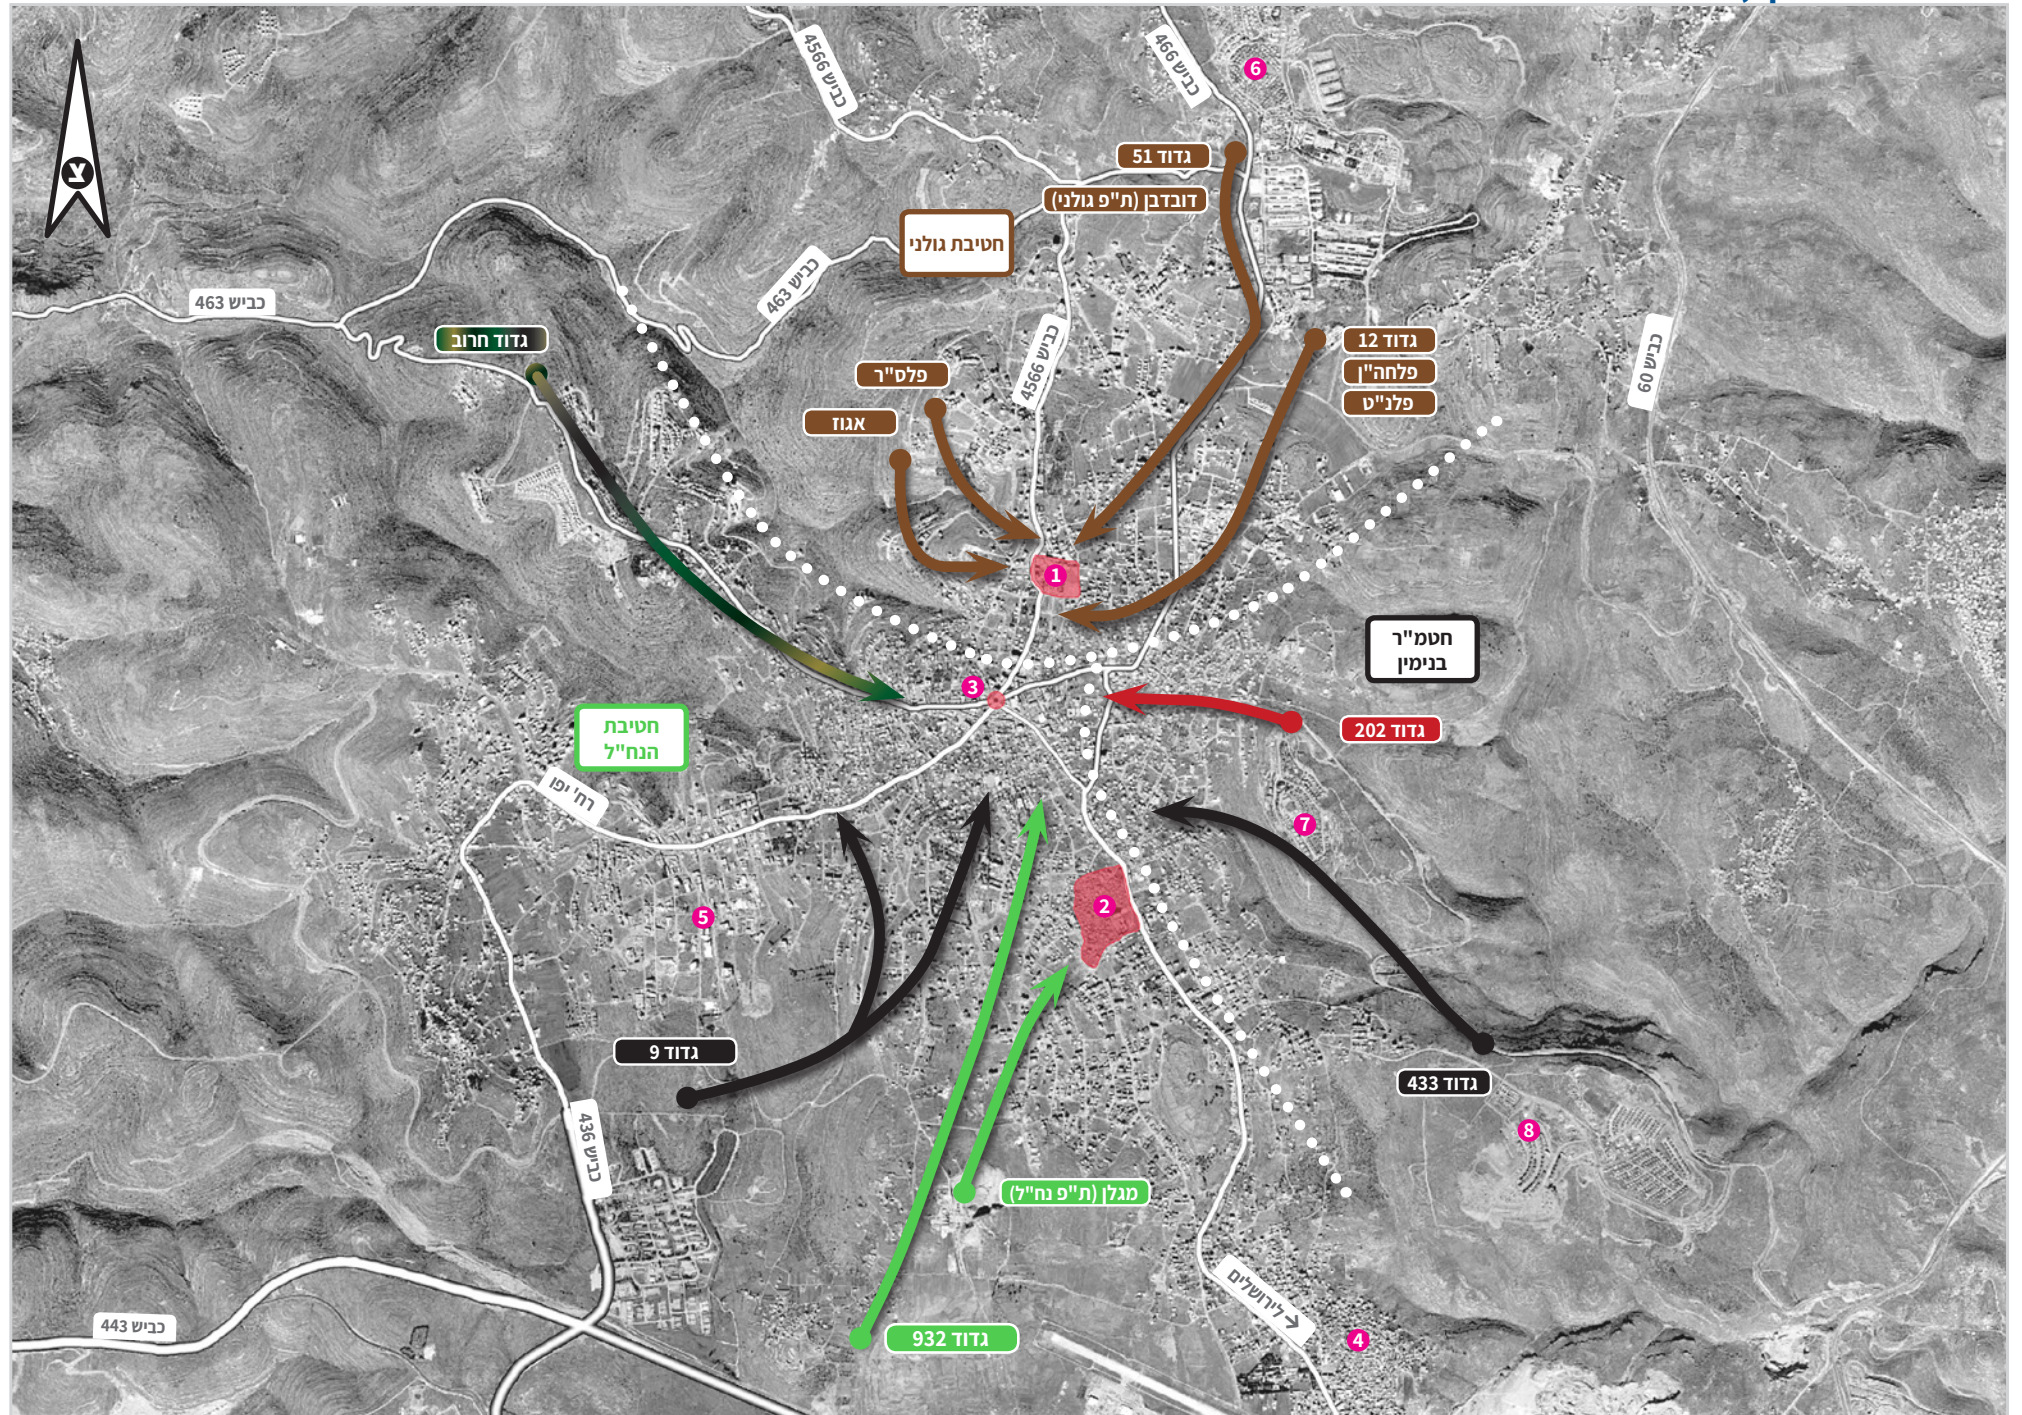 כביש 4566
כביש 466
6
גדוד 51
דובדבן (ת"פ גולני)
חטיבת גולני
צ
כביש 463
כביש 463
גדוד חרוב
כביש 4566
פלס"ר
אגוז
גדוד 12
פלחה"ן
פלנ"ט
כביש 60
1
חטמ"ר
בנימין
3
חטיבת
הנח"ל
גדוד 202
רח' יפו
7
2
5
גדוד 9
גדוד 433
8
כביש 436
מגלן (ת"פ נח"ל)
לירושלים
כביש 443
גדוד 932
4